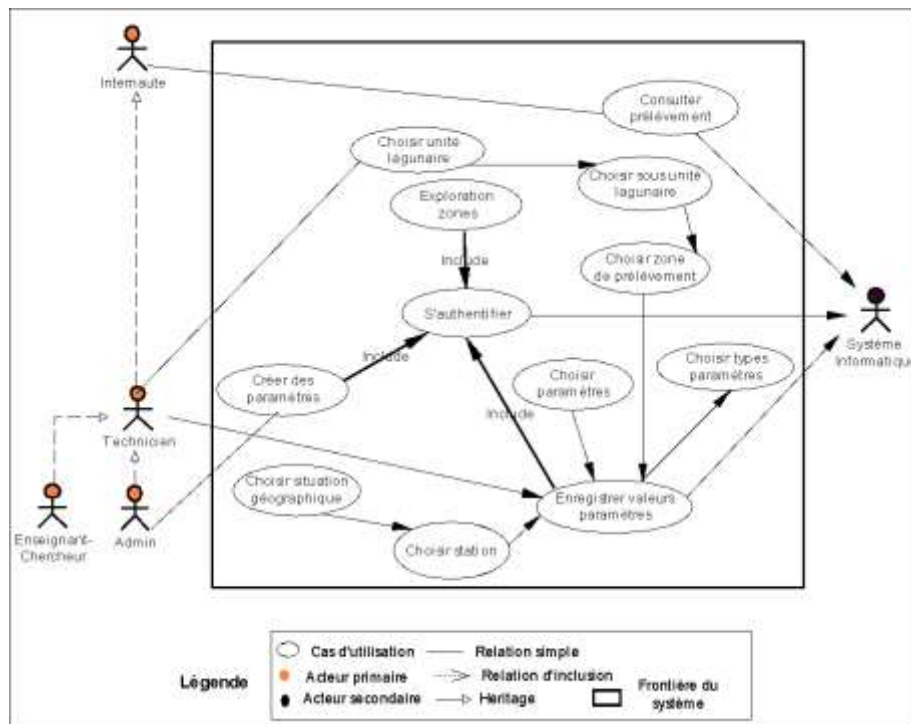 Internaute
Consulter
prélévement
Choisir unité
lagunaire
Choisir sous unité
lagunaire
Exploration
zones
Include
Choisir zone
de prélévement
S'authentifier
Système
Informatique
Include
Choisir types
paramètres
Créer des
paramètres
Choisir
paramètres
Include
Technicien
Choisir situation
géographique
Enregistrer valeurs
paramètres
Enseignant-
Chercheur
Admin
Choisir station
Légende
Cas d'utilisation
Relation simple
Acteur primaire
Relation d'inclusion
Acteur secondaire
Héritage
Frontière du
système